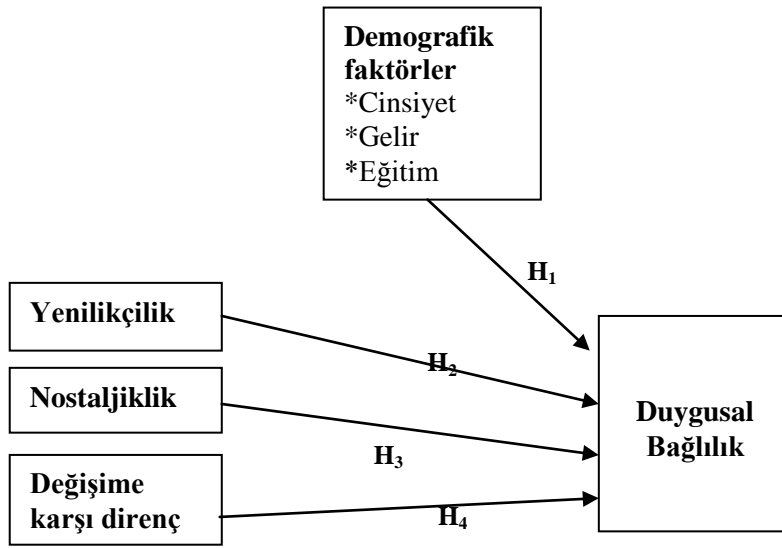 Demografik
faktörler
*Cinsiyet
*Gelir
*Eğitim
H₁
Yenilikçilik
H₂
Nostaljiklik
H₃
Değişime
karşı direnç
H₄
Duygusal
Bağlılık